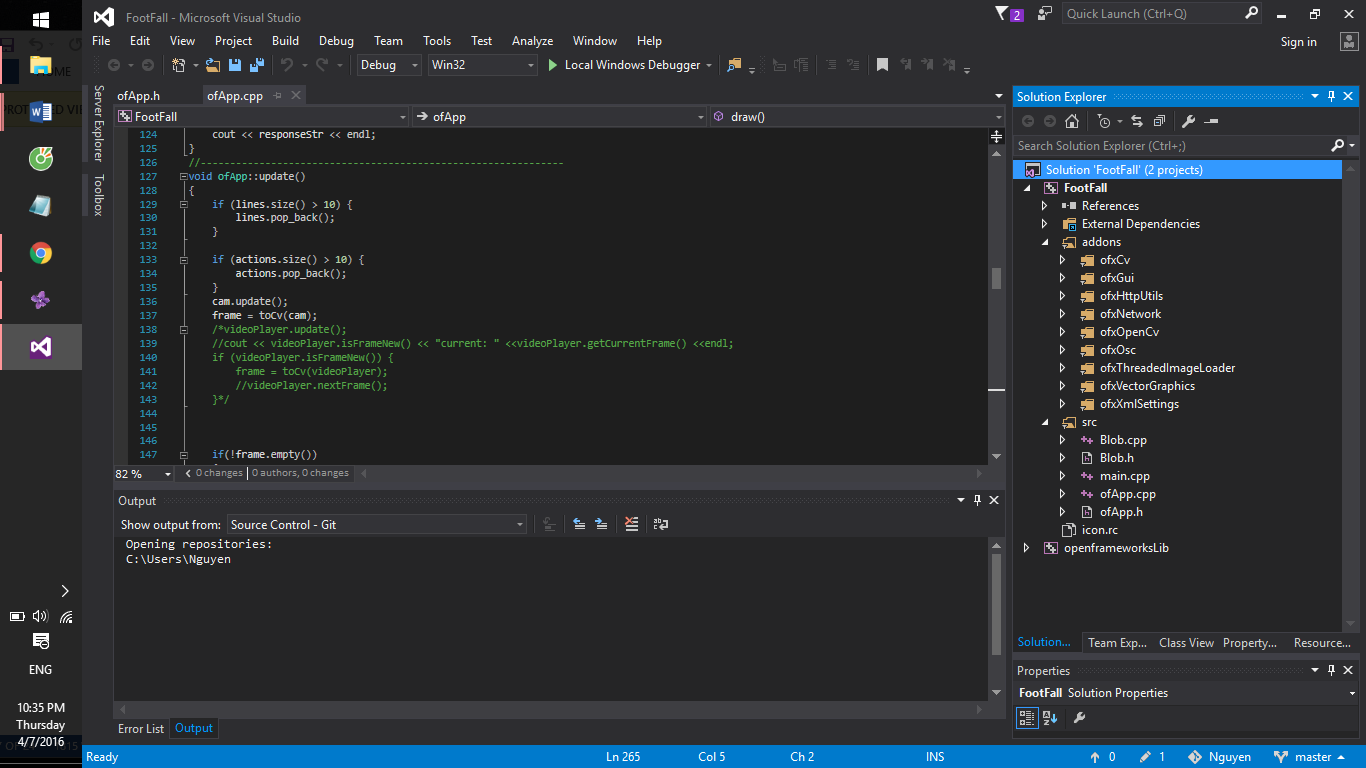 FootFall - Microsoft Visual Studio
2
Quick Launch (Ctrl+Q)
File Edit View Project Build Debug Team Tools Test Analyze Window Help
Sign in
Debug Win32 Local Windows Debugger
Server Explorer
Toolbox
ofApp.h ofApp.cpp
FootFall ofApp draw()
124 cout << responseStr << endl;
125 }
126 //--------------------------------------------------------------
127 void ofApp::update()
128 {
129 if (lines.size() > 10) {
130 lines.pop_back();
131 }
132
133 if (actions.size() > 10) {
134 actions.pop_back();
135 }
136 cam.update();
137 frame = toCv(cam);
138 /*videoPlayer.update();
139 //cout << videoPlayer.isFrameNew() << "current: " <<videoPlayer.getCurrentFrame() <<endl;
140 if (videoPlayer.isFrameNew()) {
141 frame = toCv(videoPlayer);
142 //videoPlayer.nextFrame();
143 }*/
144
145
146
147 if(!frame.empty())
82 % 0 changes | 0 authors, 0 changes
Output
Show output from: Source Control - Git
Opening repositories:
C:\Users\Nguyen
Error List Output
Solution Explorer
Search Solution Explorer (Ctrl+;)
Solution 'FootFall' (2 projects)
FootFall
References
External Dependencies
addons
ofxCv
ofxGui
ofxHttpUtils
ofxNetwork
ofxOpenCv
ofxOsc
ofxThreadedImageLoader
ofxVectorGraphics
ofxXmlSettings
src
Blob.cpp
Blob.h
main.cpp
ofApp.cpp
ofApp.h
icon.rc
openframeworksLib
Solution... Team Exp... Class View Property... Resource...
Properties
FootFall Solution Properties
ENG
10:35 PM
Thursday
4/7/2016
Ready Ln 265 Col 5 Ch 2 INS 0 1 Nguyen master